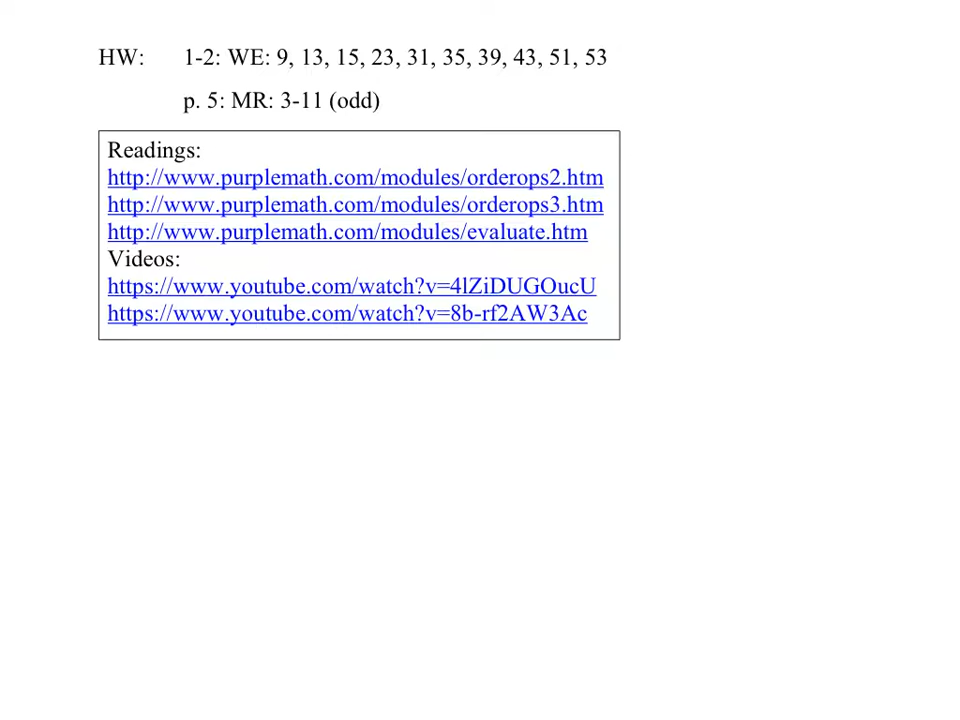 HW: 1-2: WE: 9, 13, 15, 23, 31, 35, 39, 43, 51, 53
p. 5: MR: 3-11 (odd)
Readings:
http://www.purplemath.com/modules/orderops2.htm
http://www.purplemath.com/modules/orderops3.htm
http://www.purplemath.com/modules/evaluate.htm
Videos:
https://www.youtube.com/watch?v=4lZiDUGOucU
https://www.youtube.com/watch?v=8b-rf2AW3Ac